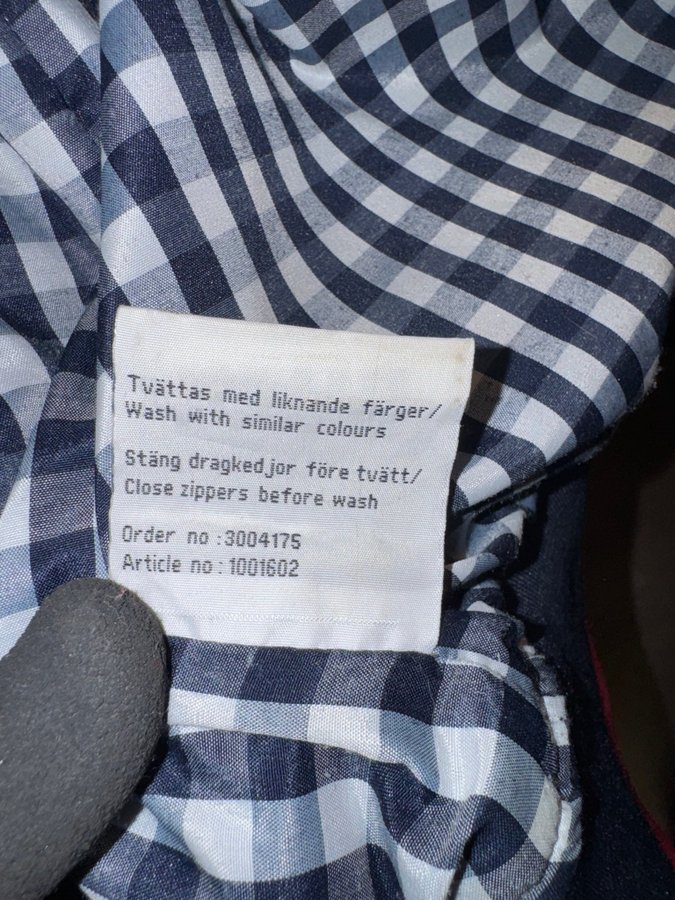 Tvättas med liknande färger/
Wash with similar colours
Stäng dragkedjor före tvätt/
Close zippers before wash
Order no : 3004175
Article no : 1001602